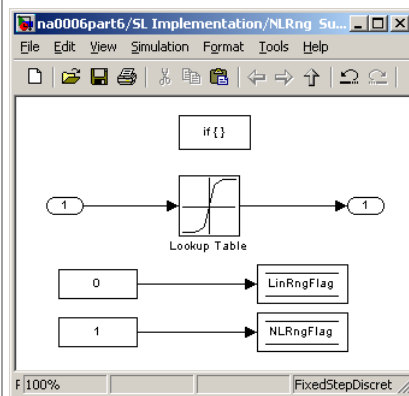 na0006part6/SL Implementation/NLRng Su...
File Edit View Simulation Format Tools Help
if { }
1
1
Lookup Table
0
LinRngFlag
1
NLRngFlag
F 100% FixedStepDiscret